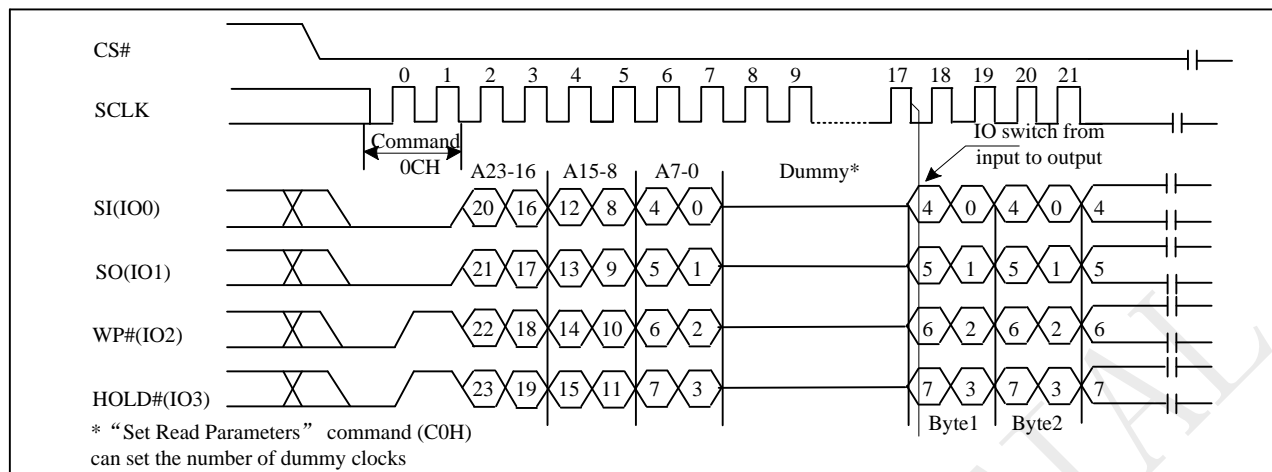 CS#
0 1 2 3 4 5 6 7 8 9 17 18 19 20 21
SCLK
Command
0CH
IO switch from
input to output
A23-16 A15-8 A7-0 Dummy*
SI(IO0) 20 16 12 8 4 0 4 0 4 0 4
SO(IO1) 21 17 13 9 5 1 5 1 5 1 5
WP#(IO2) 22 18 14 10 6 2 6 2 6 2 6
HOLD#(IO3) 23 19 15 11 7 3 7 3 7 3 7
Byte1 Byte2
* “Set Read Parameters” command (C0H)
can set the number of dummy clocks